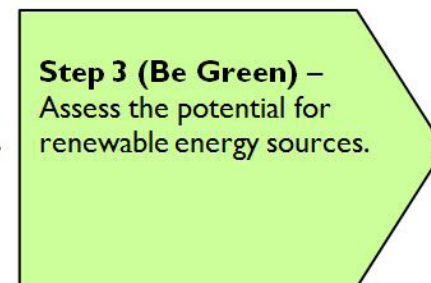 Step 3 (Be Green) –
Assess the potential for
renewable energy sources.